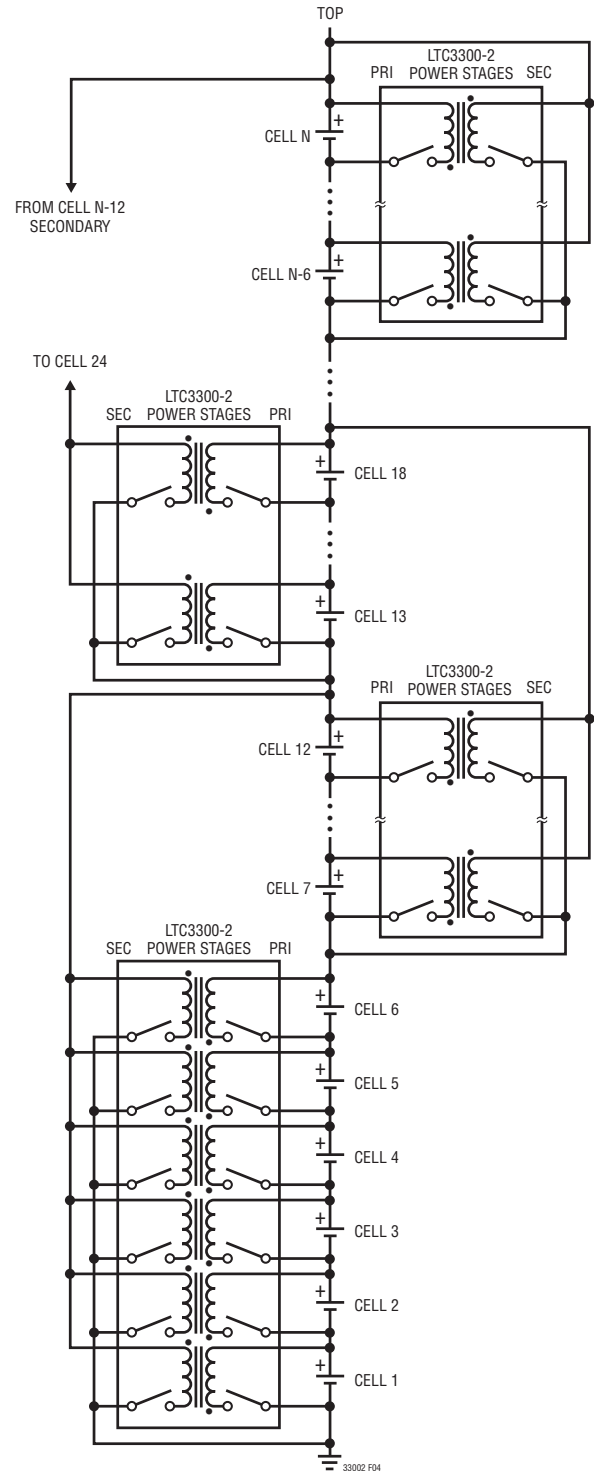 TOP
LTC3300-2
PRI POWER STAGES SEC
+
CELL N
FROM CELL N-12
SECONDARY
+
CELL N-6
TO CELL 24
LTC3300-2
SEC POWER STAGES PRI
+
CELL 18
+
CELL 13
LTC3300-2
PRI POWER STAGES SEC
+
CELL 12
+
CELL 7
LTC3300-2
SEC POWER STAGES PRI
+
CELL 6
+
CELL 5
+
CELL 4
+
CELL 3
+
CELL 2
+
CELL 1
33002 F04